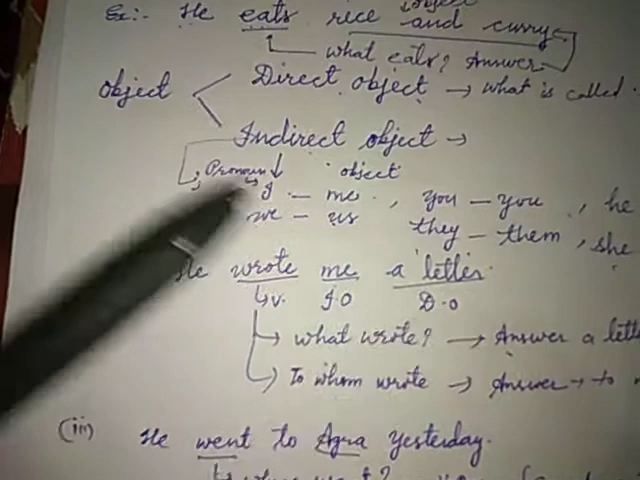 object
Ex:- He eats rece and curry.
what eats? Answer
object Direct object → what is called.
Indirect object →
Pronoun object
I - me, you - you, he
we - us they - them, she
He wrote me a letter.
v. I.O D.O
what wrote? → Answer a lett
To whom wrote → Answer → to
(iii) He went to Agra yesterday.